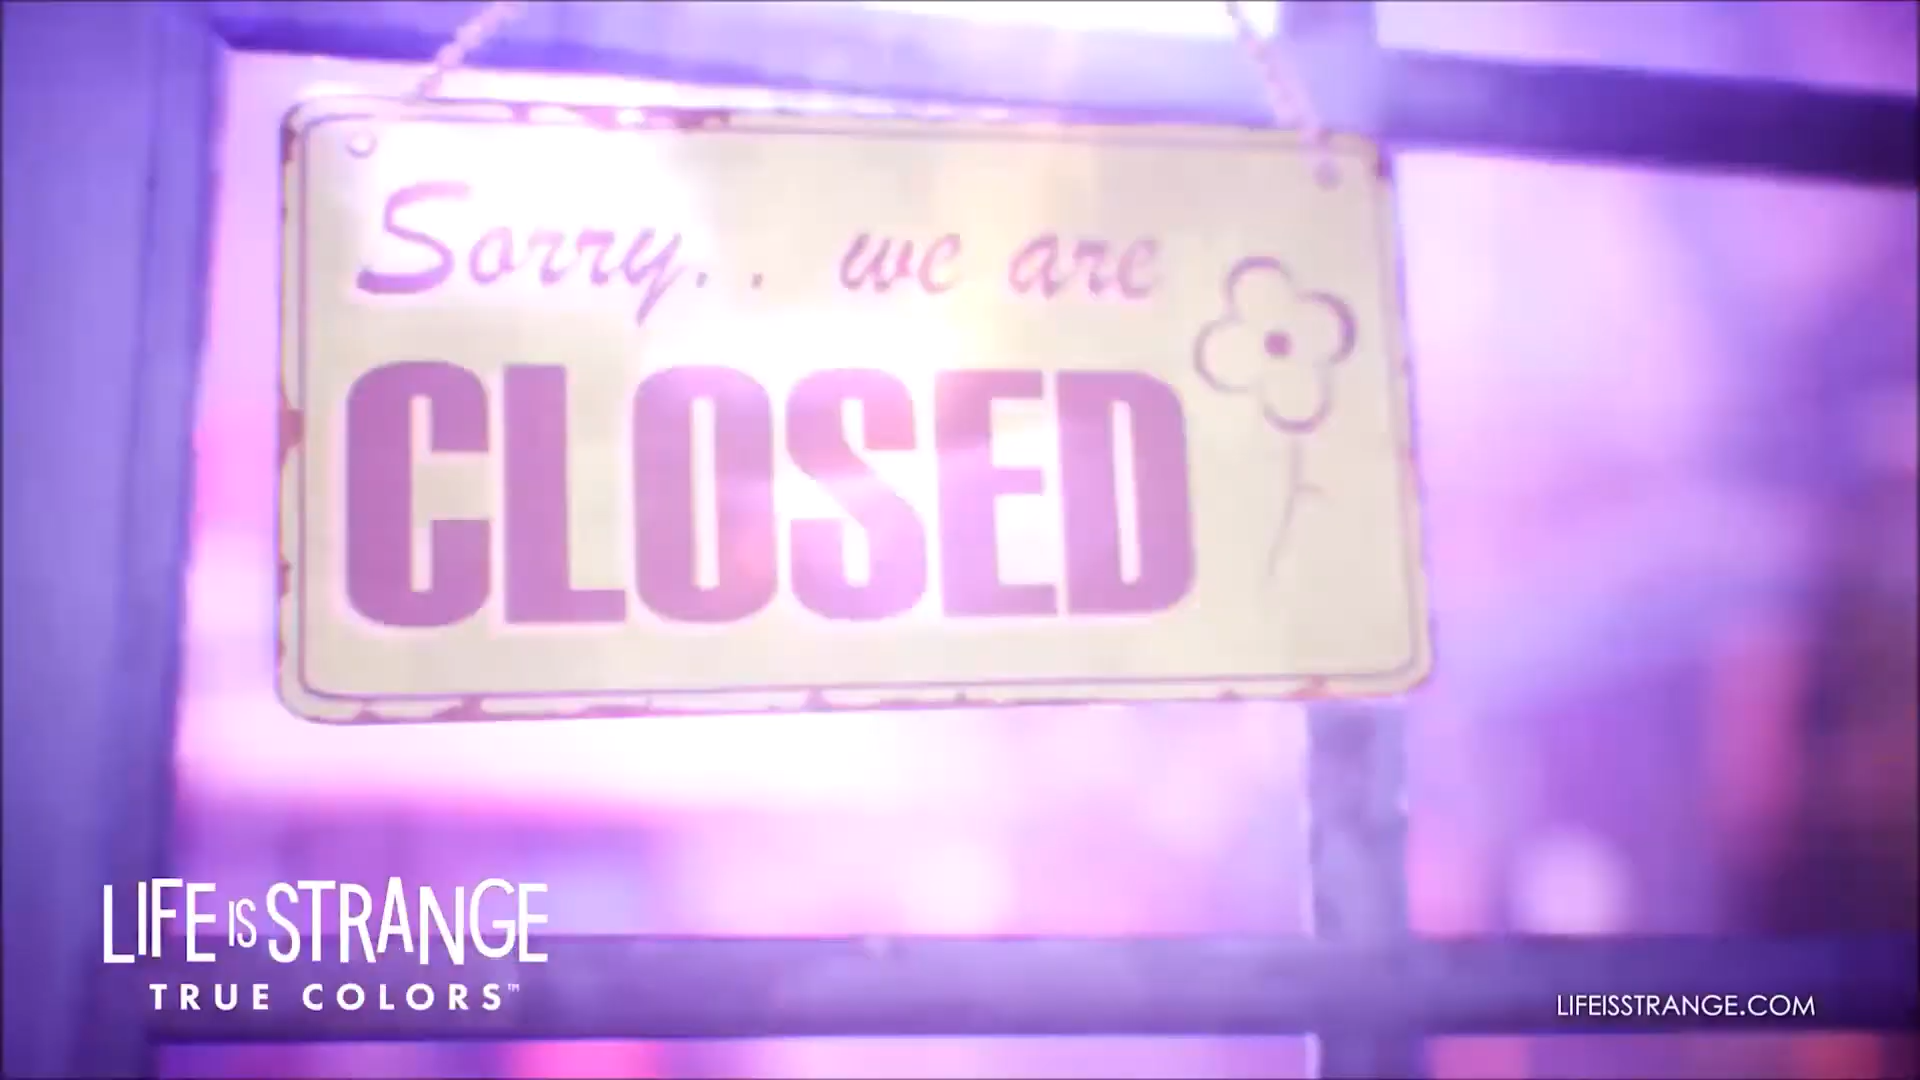 Sorry.. we are
CLOSED
LIFE IS STRANGE
TRUE COLORS™
LIFEISSTRANGE.COM